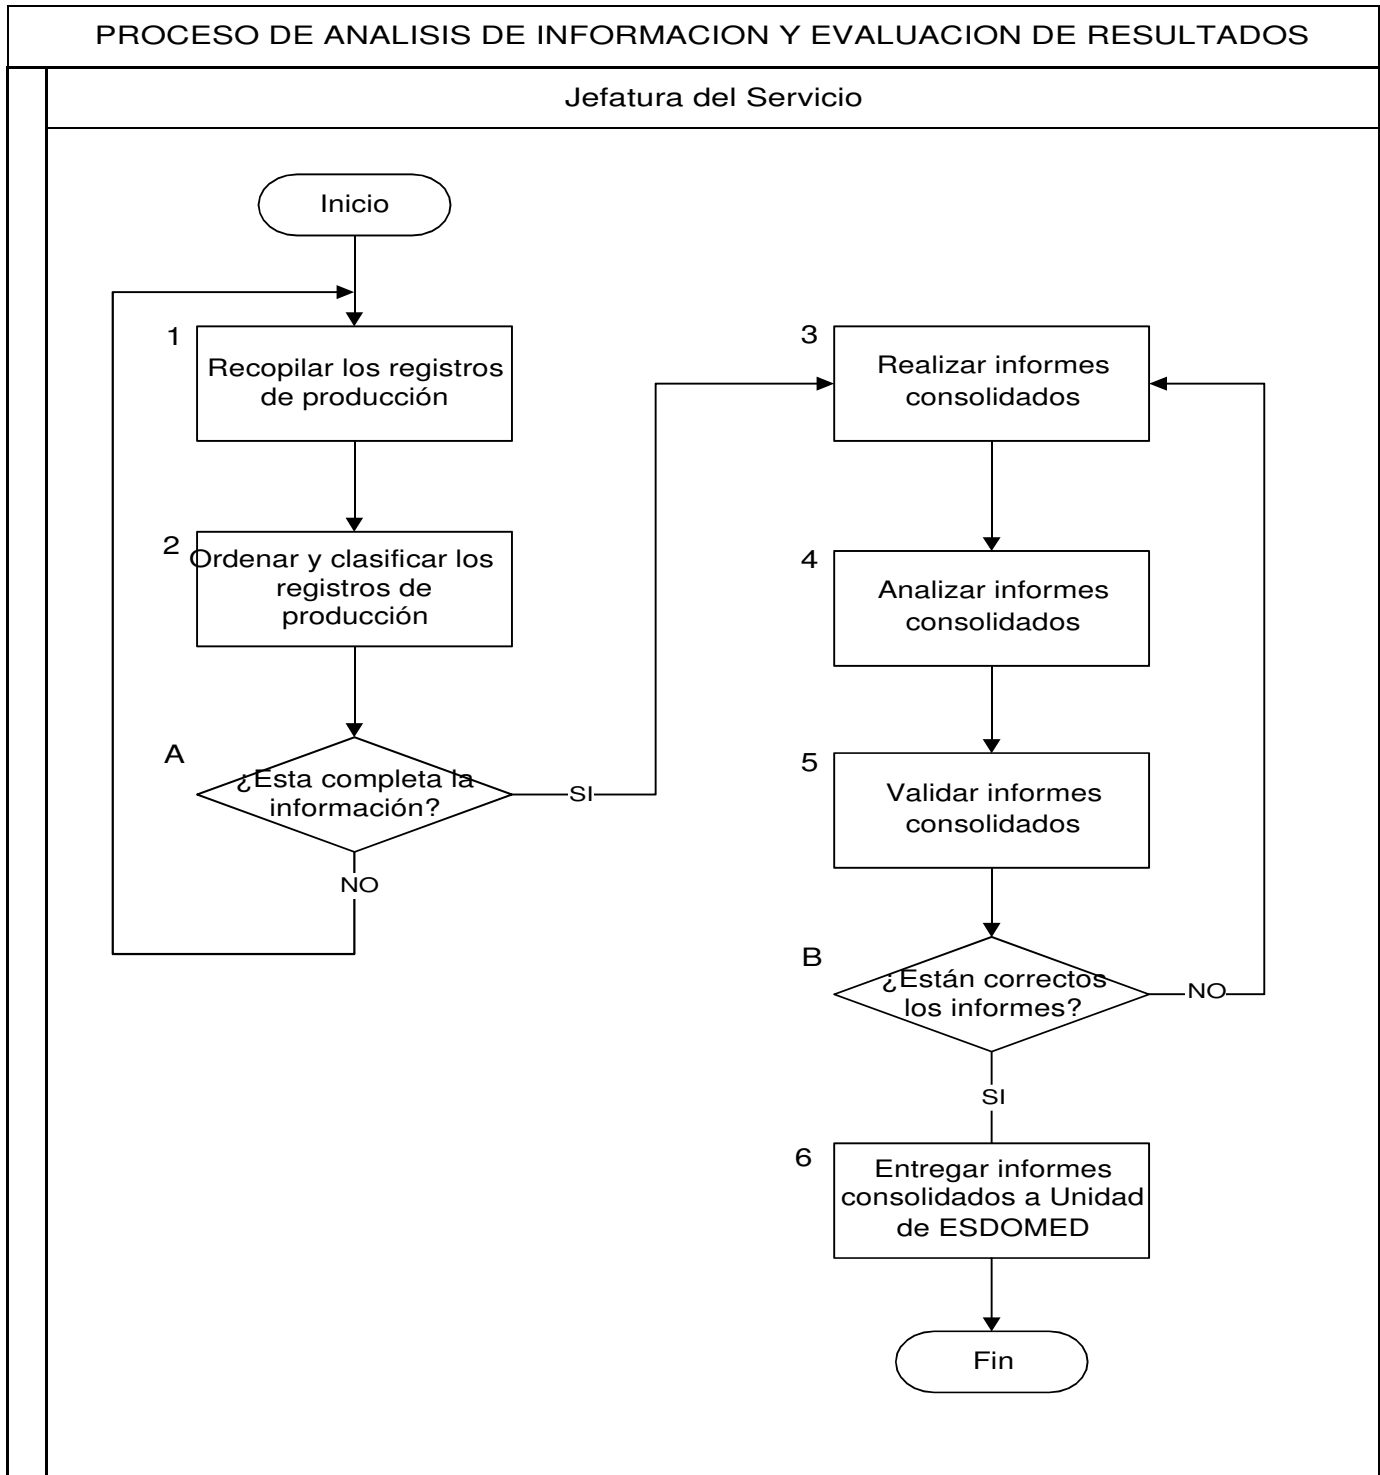 PROCESO DE ANALISIS DE INFORMACION Y EVALUACION DE RESULTADOS
Jefatura del Servicio
Inicio
1
Recopilar los registros
de producción
2
Ordenar y clasificar los
registros de
producción
A
¿Esta completa la
información?
SI
NO
3
Realizar informes
consolidados
4
Analizar informes
consolidados
5
Validar informes
consolidados
B
¿Están correctos
los informes?
NO
SI
6
Entregar informes
consolidados a Unidad
de ESDOMED
Fin